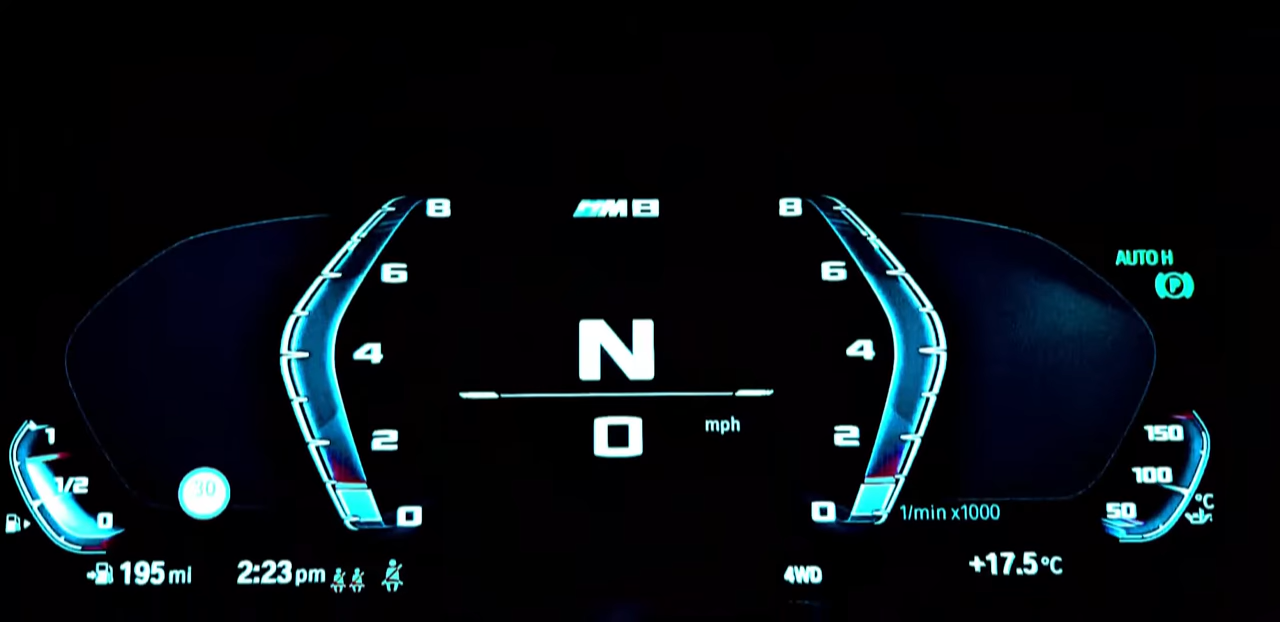 8 M8 8
6 6
AUTO H
P
N
4 4
0 mph
2 2
1
1/2
0
30
150
100
50
°C
0 0 1/min x1000
195 mi 2:23 pm 4WD +17.5 °C